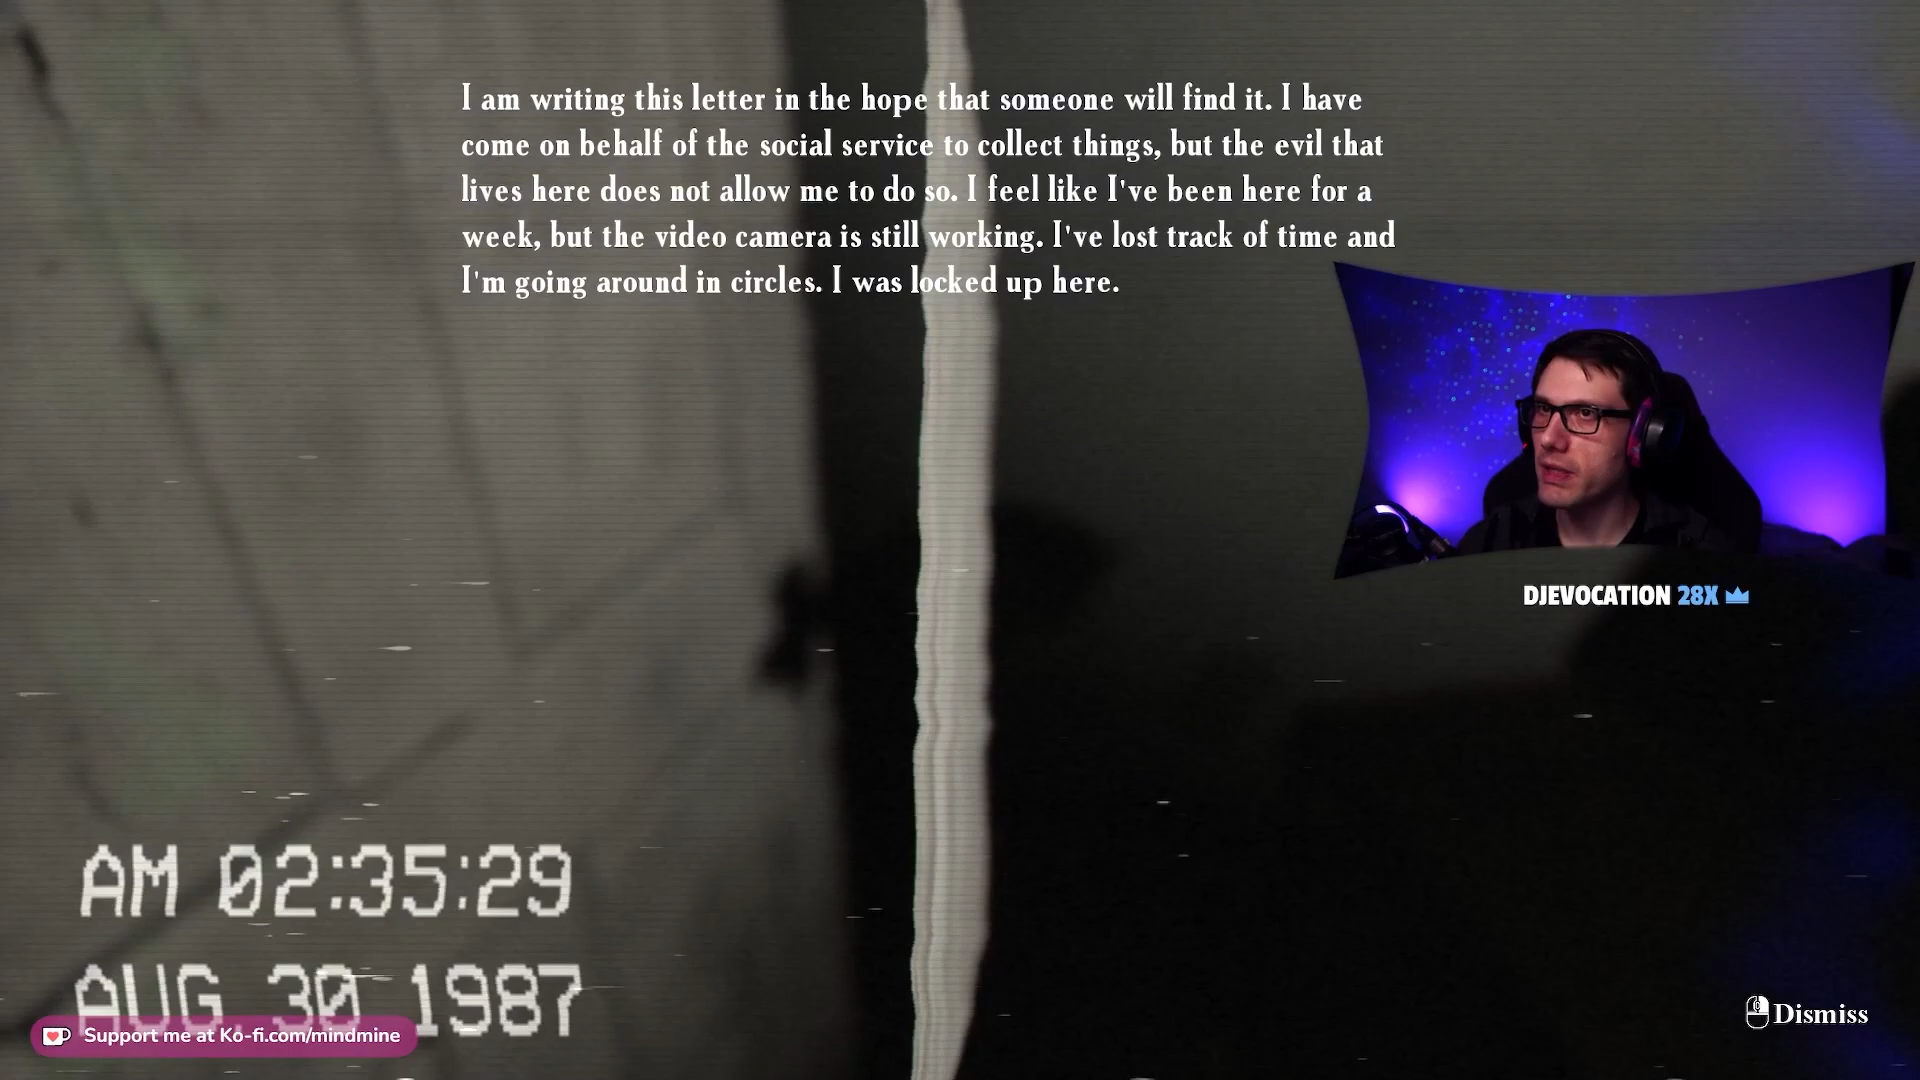 I am writing this letter in the hope that someone will find it. I have
come on behalf of the social service to collect things, but the evil that
lives here does not allow me to do so. I feel like I've been here for a
week, but the video camera is still working. I've lost track of time and
I'm going around in circles. I was locked up here.
DJEVOCATION 28X
AM 02:35:29
AUG 30 1987
Support me at Ko-fi.com/mindmine
Dismiss